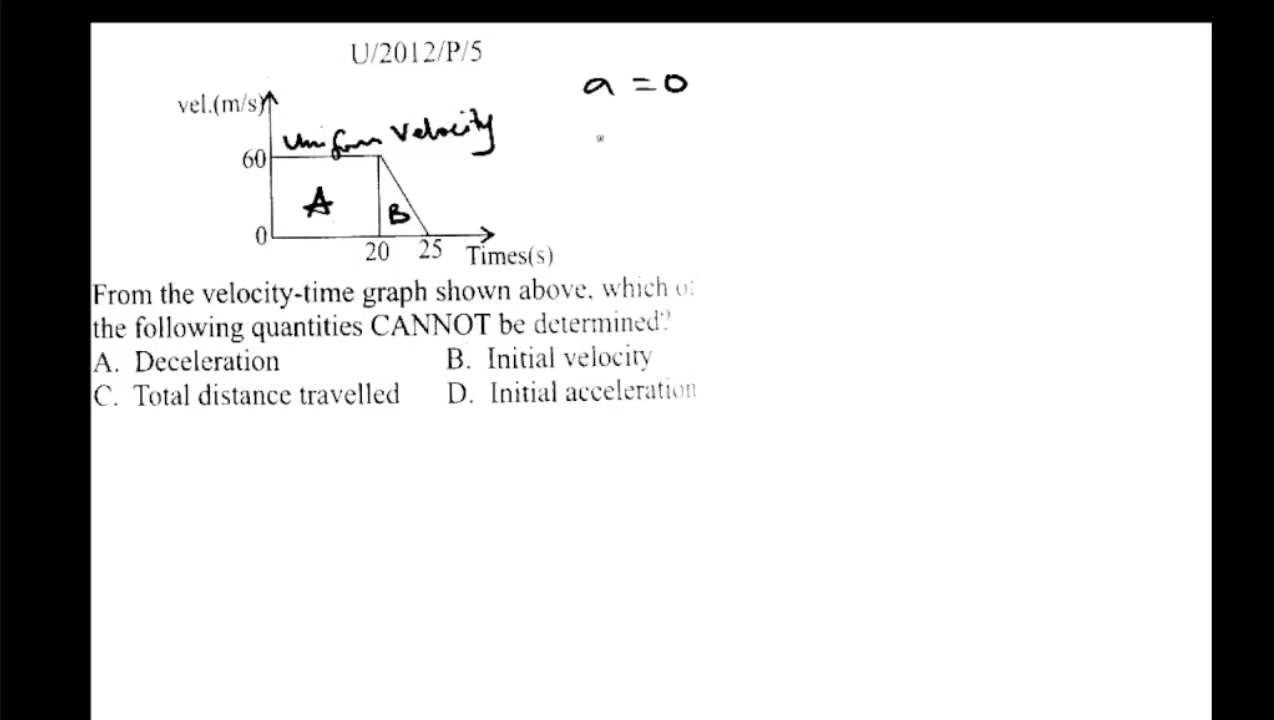 U/2012/P/5
a = 0
vel.(m/s)
Uniform Velocity
60
A
B
0
20 25 Times(s)
From the velocity-time graph shown above, which of
the following quantities CANNOT be determined?
A. Deceleration B. Initial velocity
C. Total distance travelled D. Initial acceleration